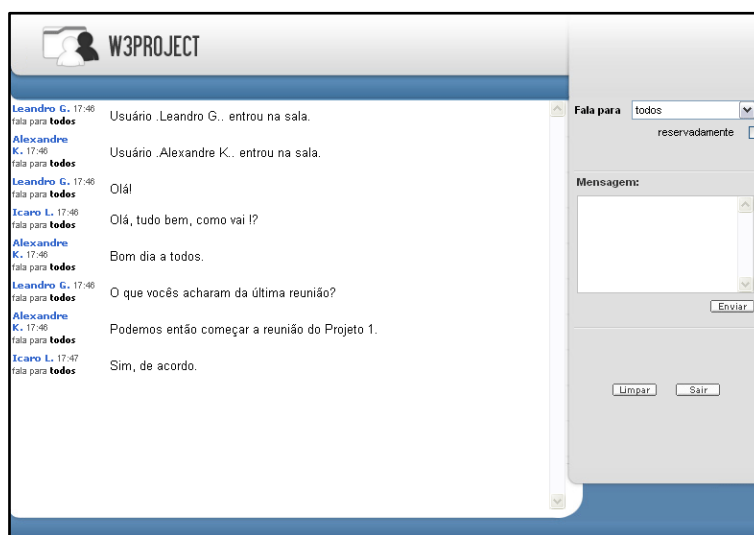 W3PROJECT
Leandro G. 17:46
fala para todos
Usuário .Leandro G.. entrou na sala.
Alexandre
K. 17:46
fala para todos
Usuário .Alexandre K.. entrou na sala.
Leandro G. 17:46
fala para todos
Olá!
Icaro L. 17:46
fala para todos
Olá, tudo bem, como vai !?
Alexandre
K. 17:46
fala para todos
Bom dia a todos.
Leandro G. 17:46
fala para todos
O que vocês acharam da última reunião?
Alexandre
K. 17:46
fala para todos
Podemos então começar a reunião do Projeto 1.
Icaro L. 17:47
fala para todos
Sim, de acordo.
Fala para todos
reservadamente
Mensagem:
Enviar
Limpar Sair